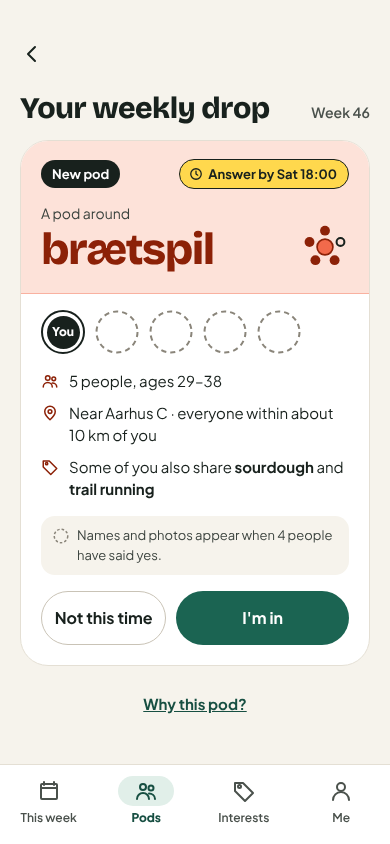 Your weekly drop
Week 46
New pod
Answer by Sat 18:00
A pod around
brætspil
You
5 people, ages 29–38
Near Aarhus C · everyone within about
10 km of you
Some of you also share sourdough and
trail running
Names and photos appear when 4 people
have said yes.
Not this time
I'm in
Why this pod?
This week
Pods
Interests
Me